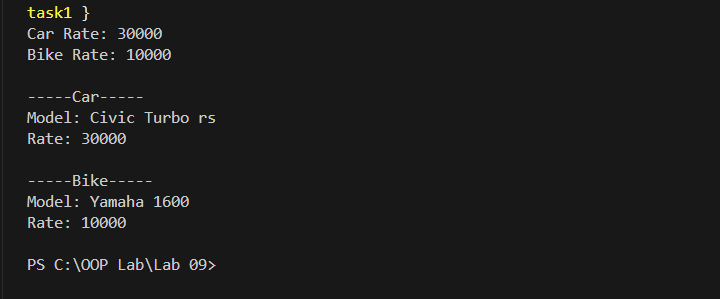 task1 }
Car Rate: 30000
Bike Rate: 10000
-----Car-----
Model: Civic Turbo rs
Rate: 30000
-----Bike-----
Model: Yamaha 1600
Rate: 10000
PS C:\OOP Lab\Lab 09>